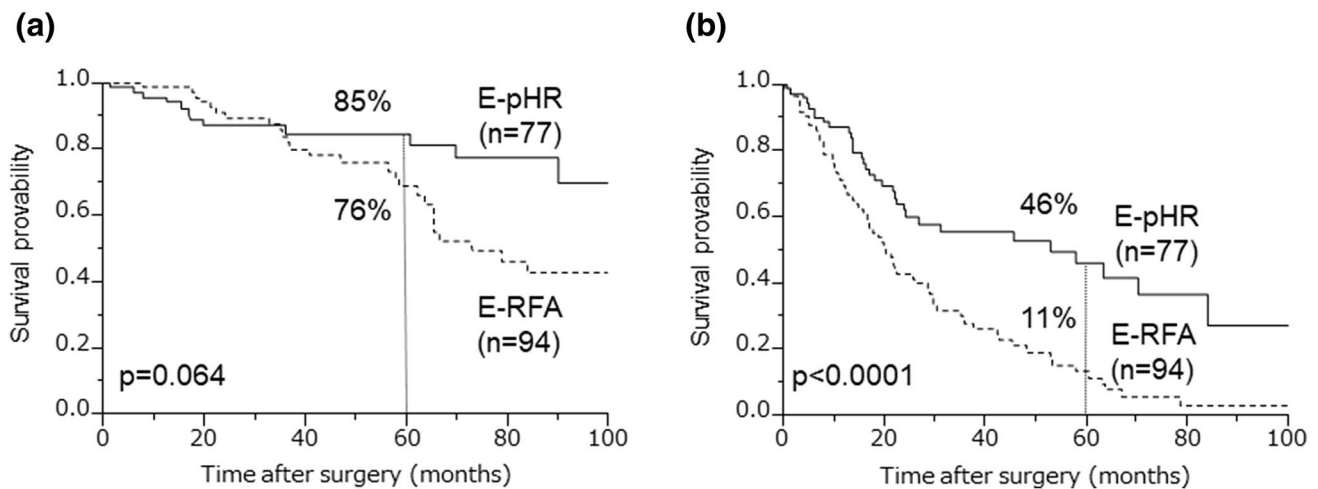 (a)
1.0
0.8
0.6
0.4
0.2
0.0
Survival provability
85%
76%
E-pHR
(n=77)
E-RFA
(n=94)
p=0.064
0 20 40 60 80 100
Time after surgery (months)
(b)
1.0
0.8
0.6
0.4
0.2
0.0
Survival provability
46%
11%
E-pHR
(n=77)
E-RFA
(n=94)
p<0.0001
0 20 40 60 80 100
Time after surgery (months)